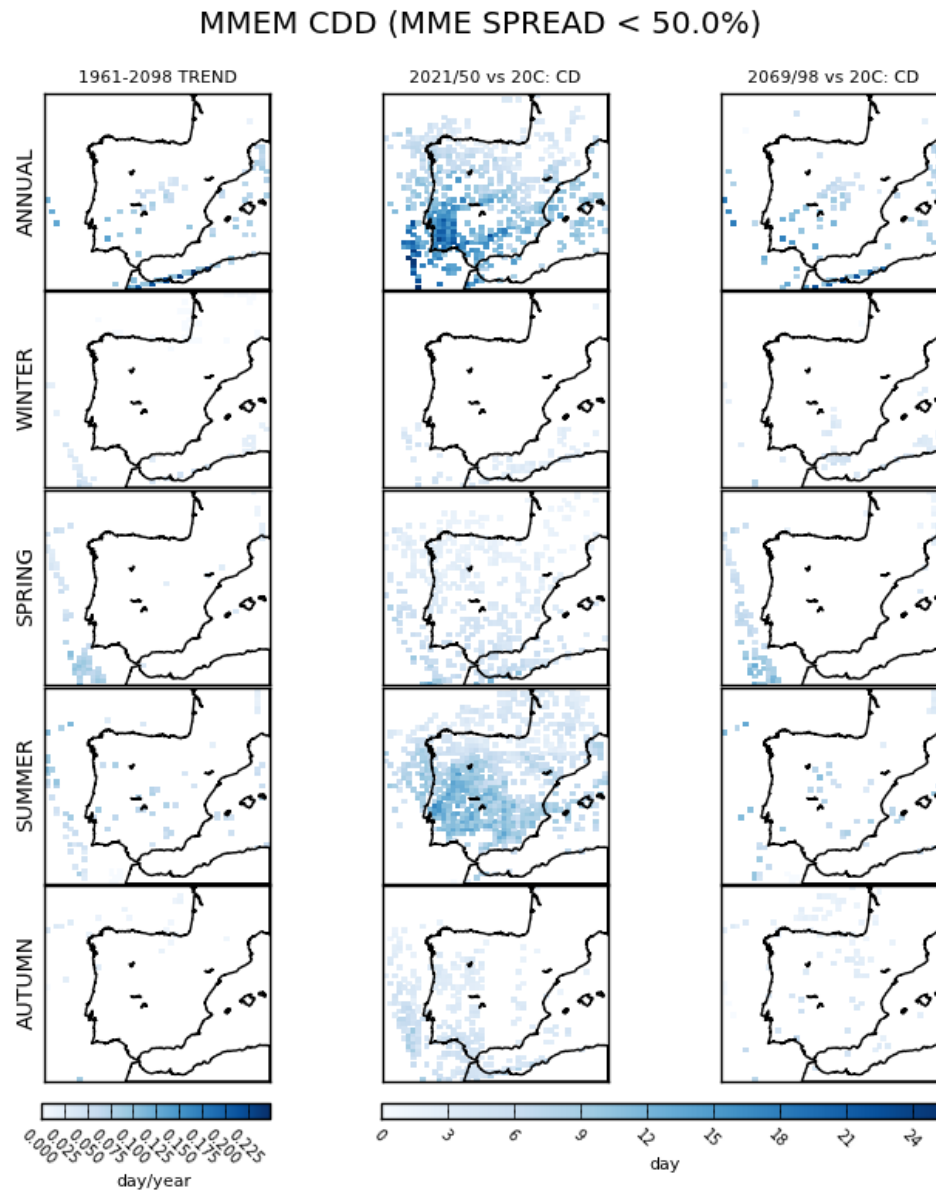 MMEM CDD (MME SPREAD < 50.0%)
1961-2098 TREND
2021/50 vs 20C: CD
2069/98 vs 20C: CD
ANNUAL
WINTER
SPRING
SUMMER
AUTUMN
0.000
0.025
0.050
0.075
0.100
0.125
0.150
0.175
0.200
0.225
day/year
0
3
6
9
12
15
18
21
24
day